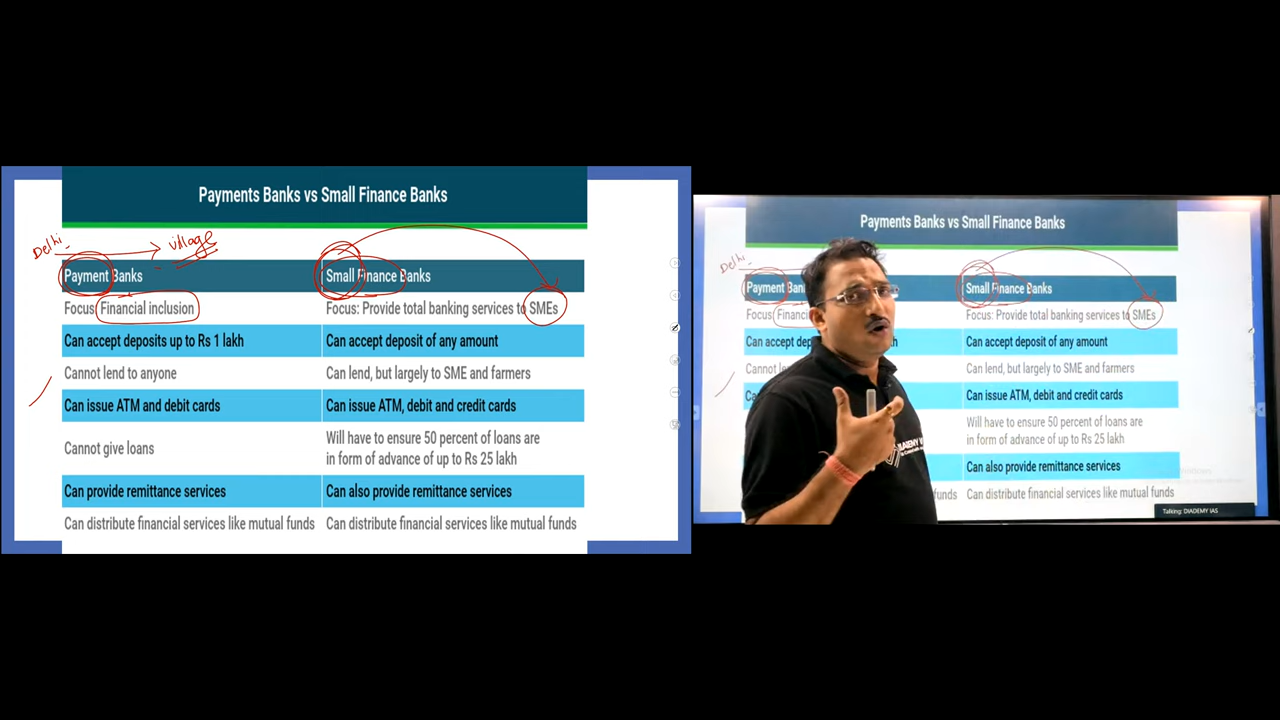 Payments Banks vs Small Finance Banks
Delhi
village
Payment Banks
Small Finance Banks
Focus: Financial inclusion
Focus: Provide total banking services to SMEs
Can accept deposits up to Rs 1 lakh
Can accept deposit of any amount
Cannot lend to anyone
Can lend, but largely to SME and farmers
Can issue ATM and debit cards
Can issue ATM, debit and credit cards
Cannot give loans
Will have to ensure 50 percent of loans are
in form of advance of up to Rs 25 lakh
Can provide remittance services
Can also provide remittance services
Can distribute financial services like mutual funds
Can distribute financial services like mutual funds
Payments Banks vs Small Finance Banks
Delhi
Payment
Small Finance Banks
Focus: Provide total banking services to SMEs
Can accept deposit of any amount
Can lend, but largely to SME and farmers
Can issue ATM, debit and credit cards
Will have to ensure 50 percent of loans are
in form of advance of up to Rs 25 lakh
Can also provide remittance services
funds
Can distribute financial services like mutual funds
Talking: DIADEMY IAS